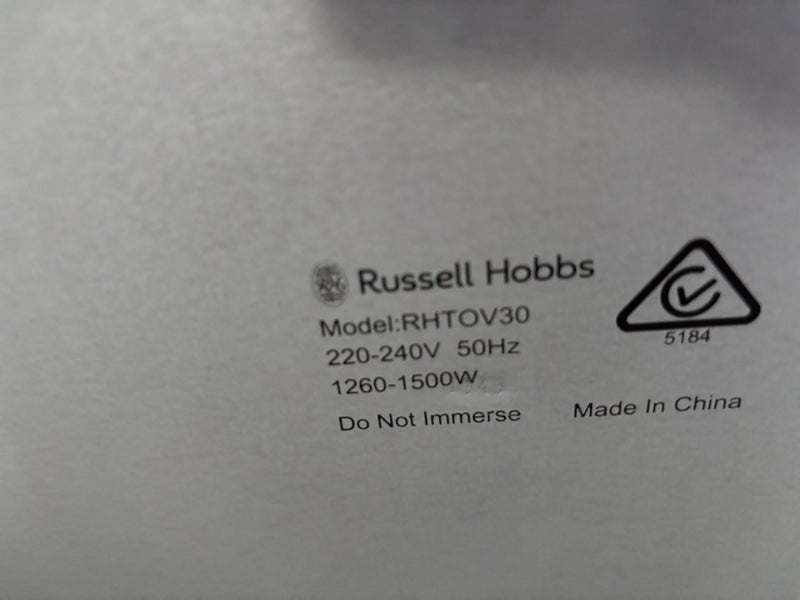 Russell Hobbs
Model:RHTOV30
220-240V 50Hz
1260-1500W
5184
Do Not Immerse
Made In China